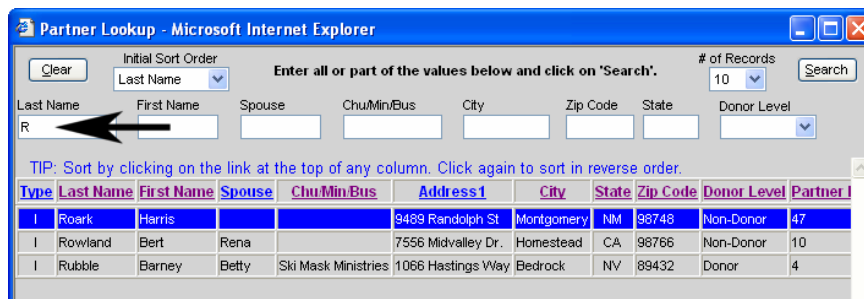 Partner Lookup - Microsoft Internet Explorer
Clear Initial Sort Order Last Name Enter all or part of the values below and click on 'Search'. # of Records 10 Search
Last Name First Name Spouse Chu/Min/Bus City Zip Code State Donor Level
R
TIP: Sort by clicking on the link at the top of any column. Click again to sort in reverse order.
Type Last Name First Name Spouse Chu/Min/Bus Address1 City State Zip Code Donor Level Partner
I Roark Harris 9489 Randolph St Montgomery NM 98748 Non-Donor 47
I Rowland Bert Rena 7556 Midvalley Dr. Homestead CA 98766 Non-Donor 10
I Rubble Barney Betty Ski Mask Ministries 1066 Hastings Way Bedrock NV 89432 Donor 4